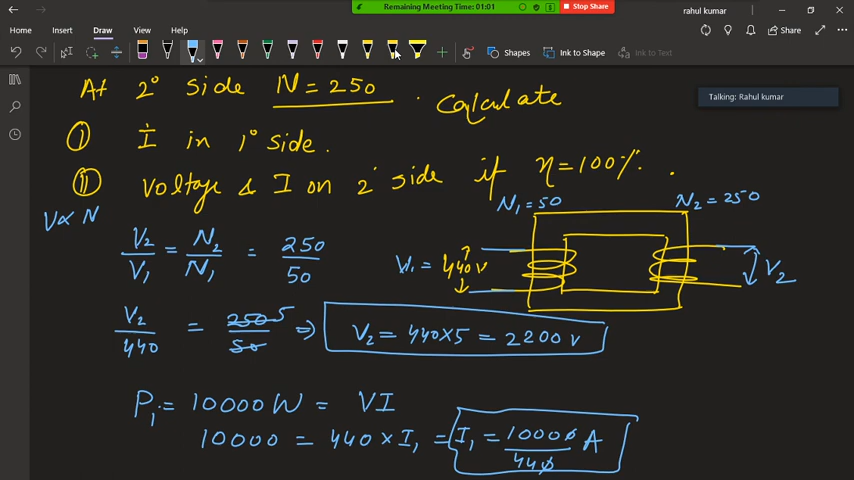 Remaining Meeting Time: 01:01
Stop Share
rahul kumar
Home Insert Draw View Help
Share
Shapes
Ink to Shape
Ink to Text
Talking: Rahul kumar
At 2° side N = 250 . Calculate
(i) I in 1° side.
(ii) Voltage & I on 2° side if η = 100% .
V ∝ N
N₁ = 50
N₂ = 250
V₂/V₁ = N₂/N₁ = 250/50
V₁ = 440 V
V₂
V₂/440 = 250/50 5 ⇒ V₂ = 440 × 5 = 2200 V
P₁ = 10000 W = VI
10000 = 440 × I₁ = I₁ = 10000/440 A